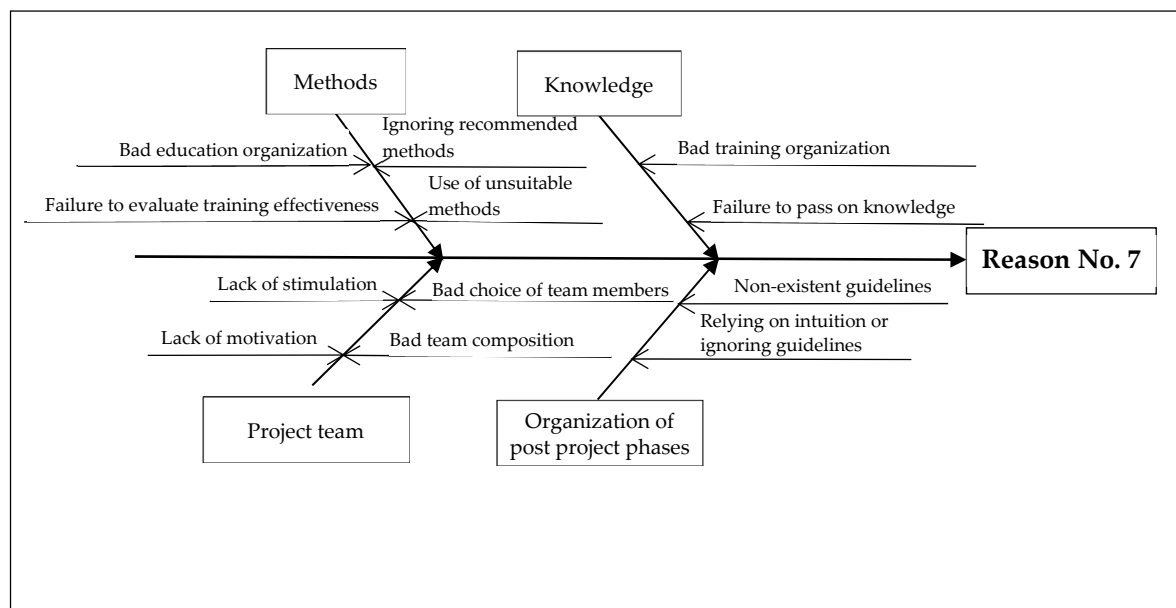 Methods
Knowledge
Ignoring recommended
methods
Bad education organization
Bad training organization
Use of unsuitable
methods
Failure to evaluate training effectiveness
Failure to pass on knowledge
Reason No. 7
Lack of stimulation
Bad choice of team members
Non-existent guidelines
Relying on intuition or
ignoring guidelines
Lack of motivation
Bad team composition
Project team
Organization of
post project phases